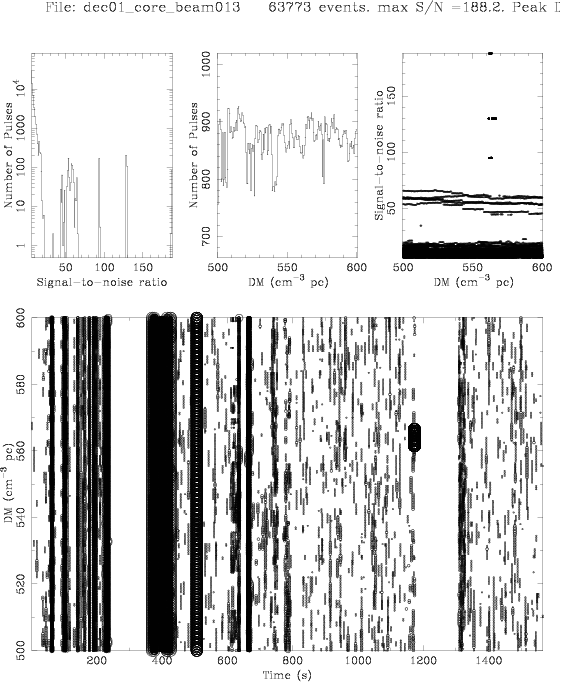 File: dec01_core_beam013 63773 events. max S/N =188.2. Peak D
Number of Pulses
10⁴
1000
100
10
1
50 100 150
Signal−to−noise ratio
Number of Pulses
1000
900
800
700
500 550 600
DM (cm⁻³ pc)
Signal−to−noise ratio
150
100
50
500 550 600
DM (cm⁻³ pc)
DM (cm⁻³ pc)
600
580
560
540
520
500
200 400 600 800 1000 1200 1400
Time (s)